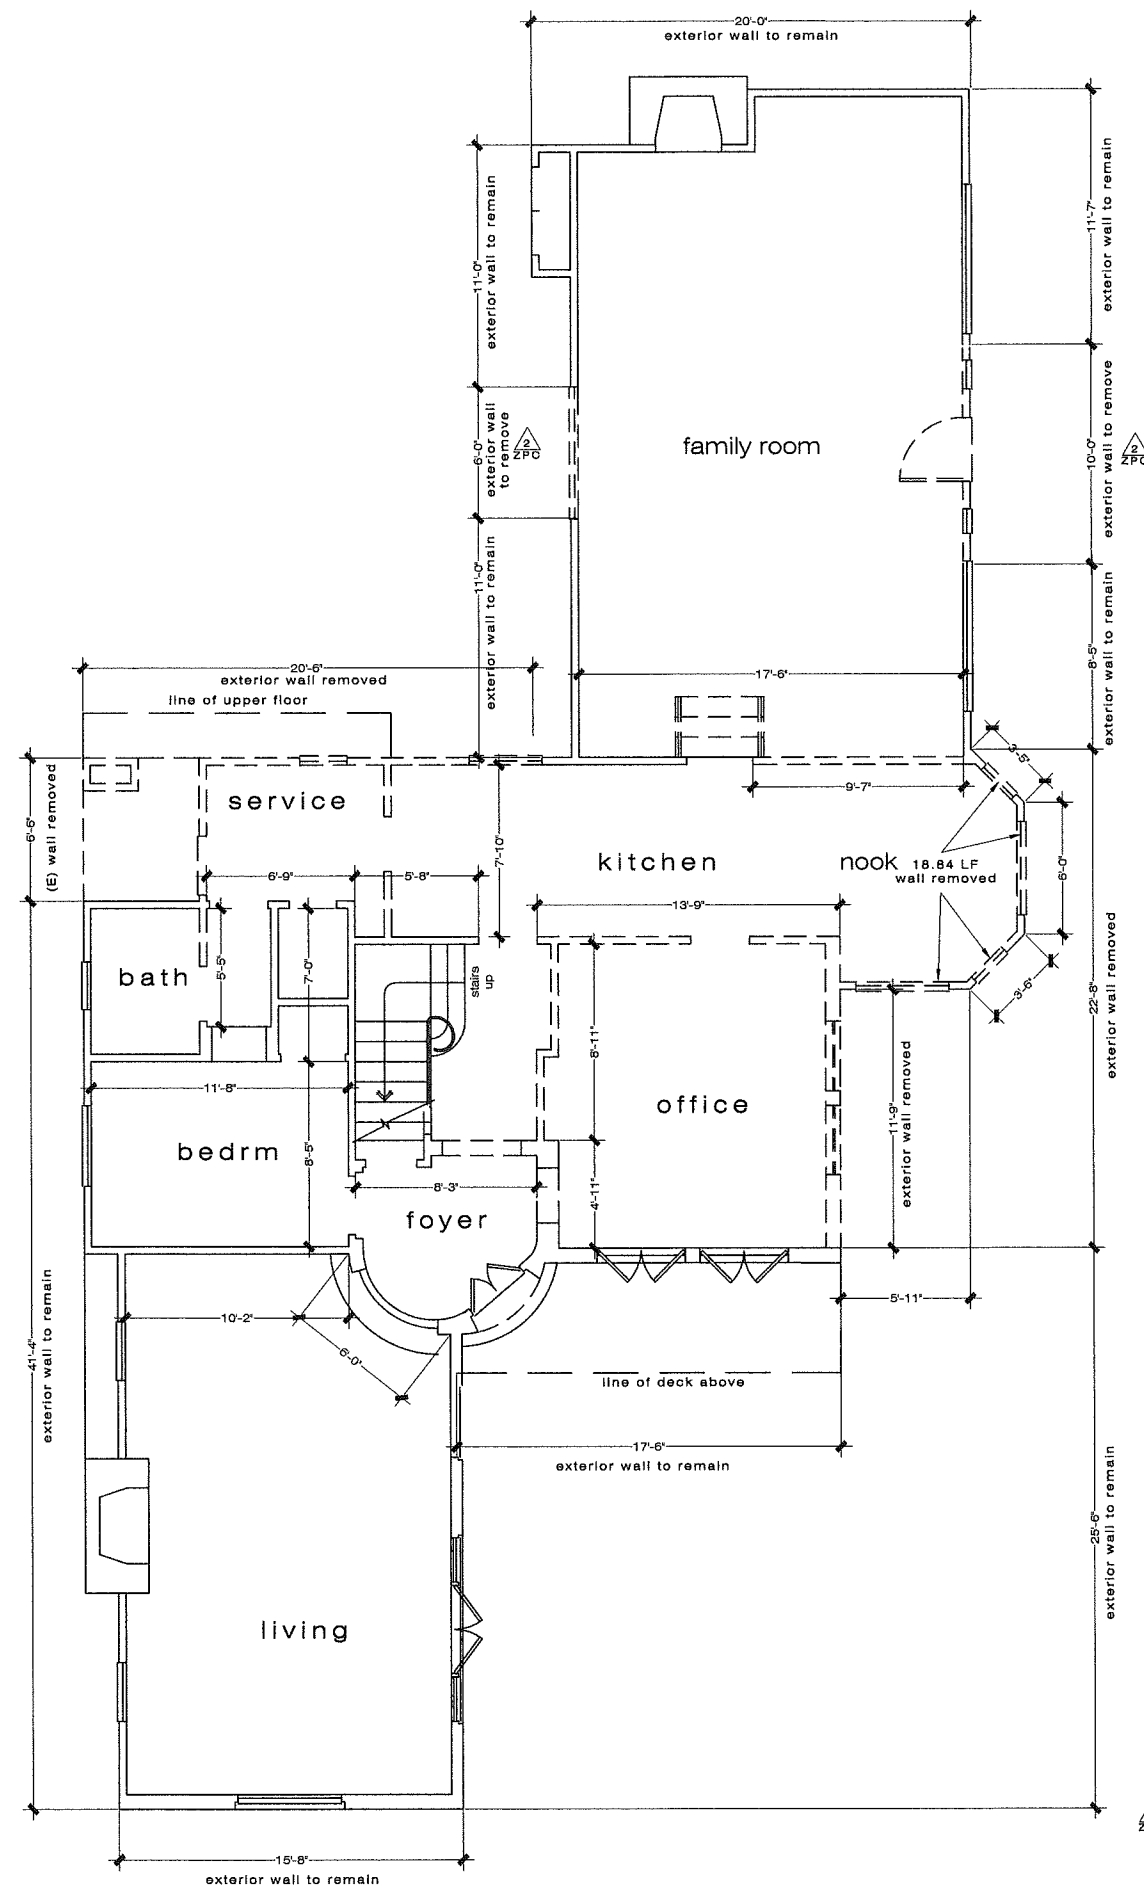 20'-0"
exterior wall to remain
11'-0"
exterior wall to remain
11'-7"
exterior wall to remain
6'-0"
exterior wall
to remove
2
ZPC
family room
10'-0"
exterior wall to remove
2
ZPC
11'-0"
exterior wall to remain
8'-5"
exterior wall to remain
20'-6"
exterior wall removed
line of upper floor
17'-6"
3'-5"
9'-7"
6'-6"
(E) wall removed
service
7'-10"
kitchen
nook
18.84 LF
wall removed
6'-0"
6'-9"
5'-8"
13'-9"
bath
5'-5"
7'-0"
stairs
up
3'-6"
22'-8"
exterior wall removed
8'-11"
11'-8"
office
11'-9"
exterior wall removed
bedrm
8'-5"
8'-3"
4'-11"
foyer
5'-11"
10'-2"
6'-0"
41'-4"
exterior wall to remain
line of deck above
17'-6"
exterior wall to remain
25'-6"
exterior wall to remain
living
15'-8"
exterior wall to remain